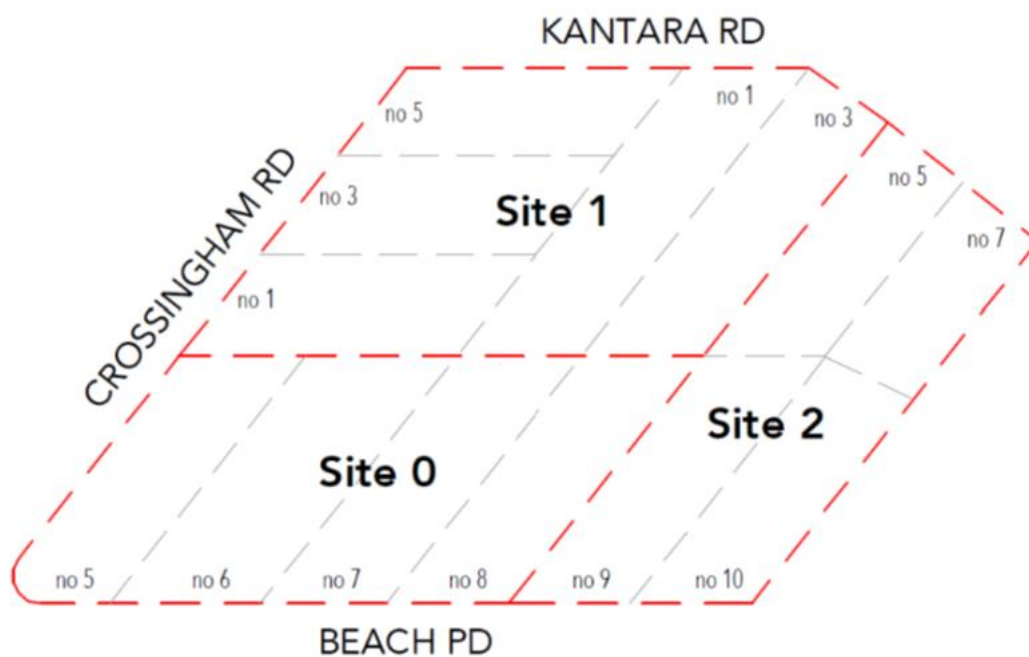 KANTARA RD
no 1
no 5
no 3
no 5
CROSSINGHAM RD
no 3
Site 1
no 7
no 1
Site 2
Site 0
no 5
no 6
no 7
no 8
no 9
no 10
BEACH PD